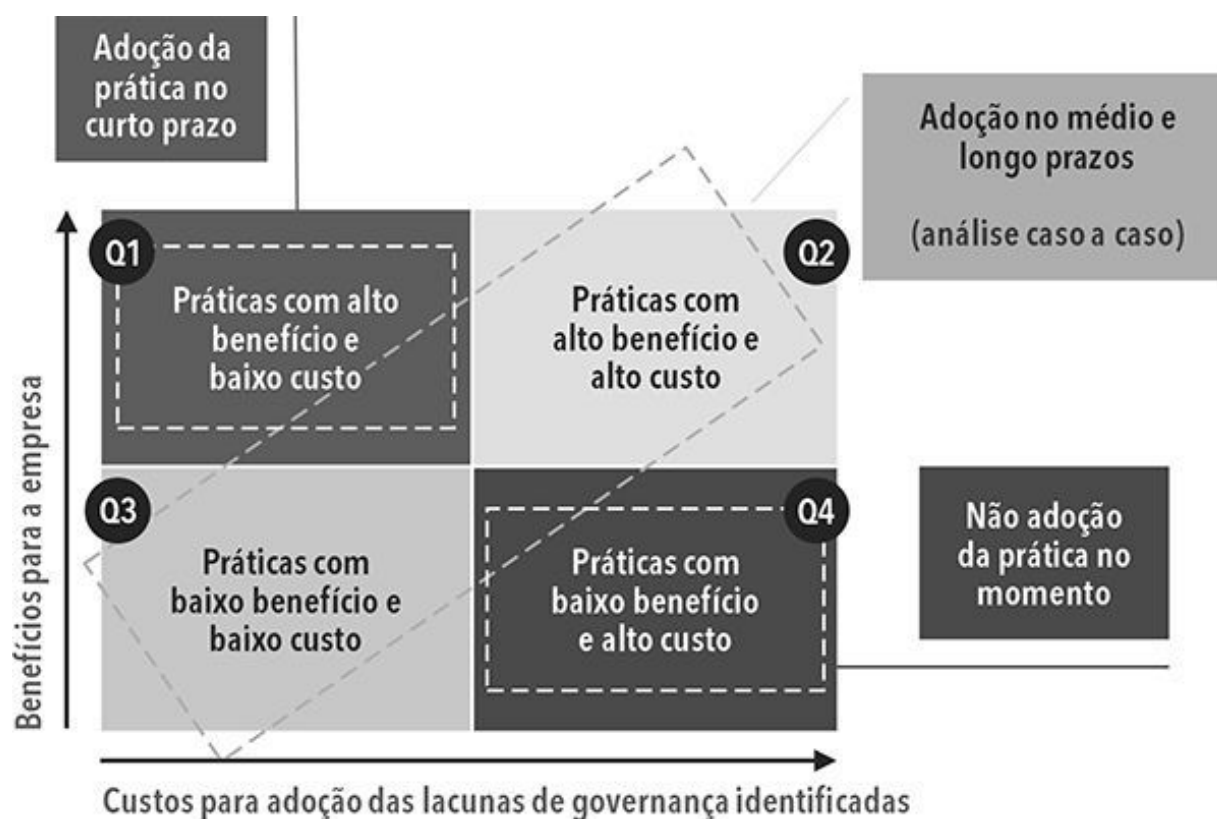 Adoção da
prática no
curto prazo
Adoção no médio e
longo prazos
(análise caso a caso)
Q1
Práticas com alto
benefício e
baixo custo
Q2
Práticas com
alto benefício e
alto custo
Q3
Práticas com
baixo benefício e
baixo custo
Q4
Práticas com
baixo benefício
e alto custo
Não adoção
da prática no
momento
Benefícios para a empresa
Custos para adoção das lacunas de governança identificadas